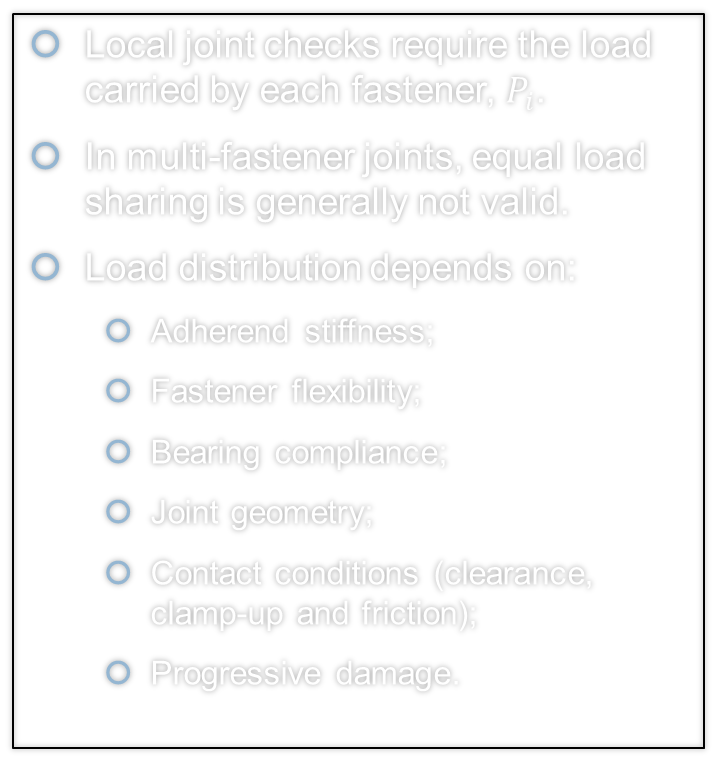 Local joint checks require the load
carried by each fastener, Pᵢ.
In multi-fastener joints, equal load
sharing is generally not valid.
Load distribution depends on:
Adherend stiffness;
Fastener flexibility;
Bearing compliance;
Joint geometry;
Contact conditions (clearance,
clamp-up and friction);
Progressive damage.